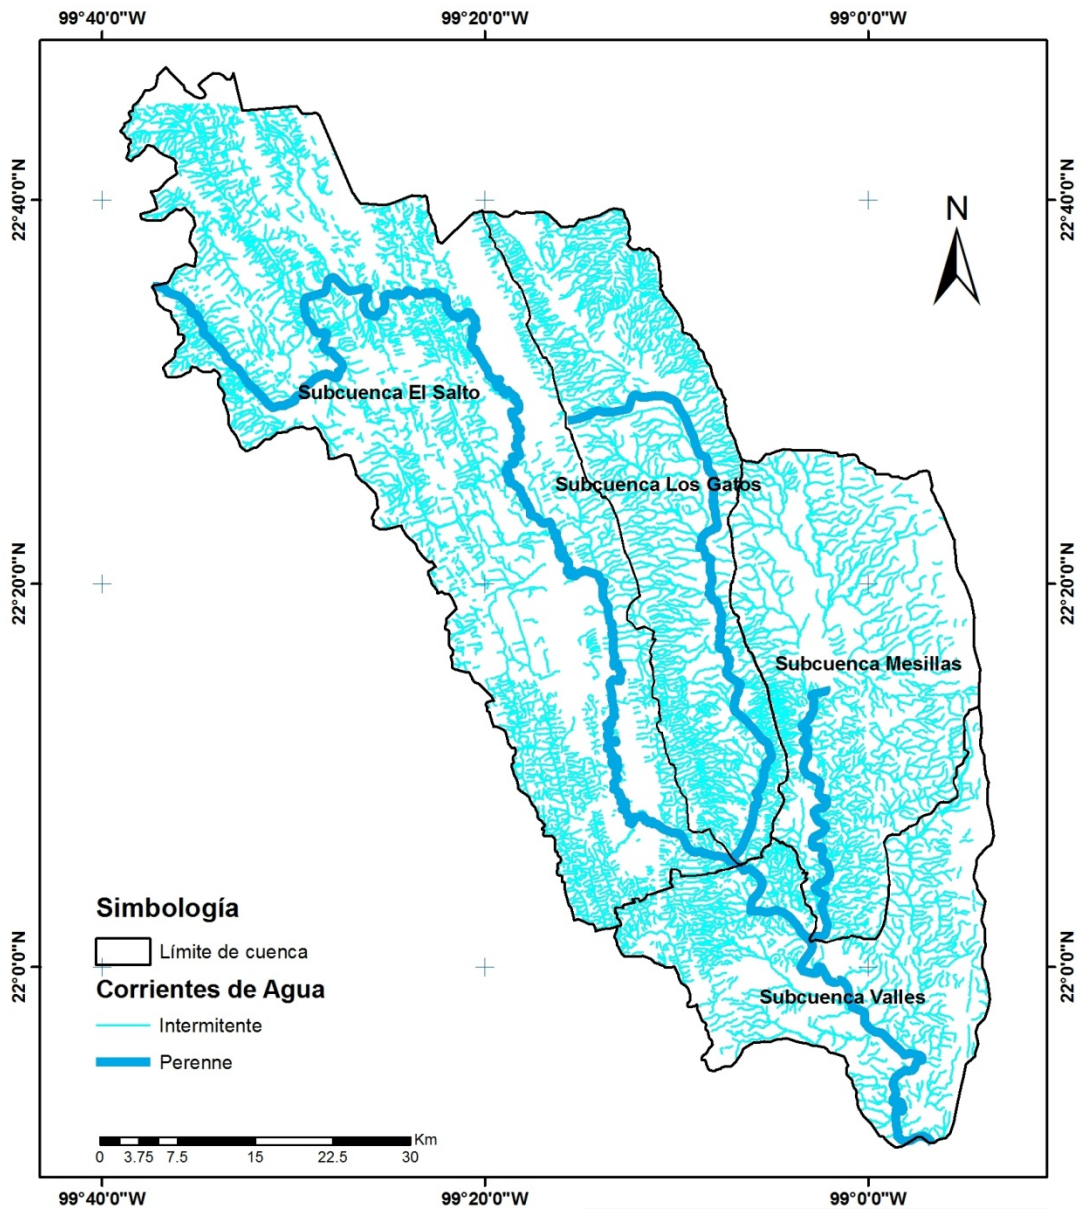 99°40'0"W 99°20'0"W 99°0'0"W
22°40'0"N 22°40'0"N
N
Subcuenca El Salto
Subcuenca Los Gatos
22°20'0"N 22°20'0"N
Subcuenca Mesillas
Simbología
Límite de cuenca
22°0'0"N 22°0'0"N
Corrientes de Agua
Subcuenca Valles
Intermitente
Perenne
Km
0 3.75 7.5 15 22.5 30
99°40'0"W 99°20'0"W 99°0'0"W